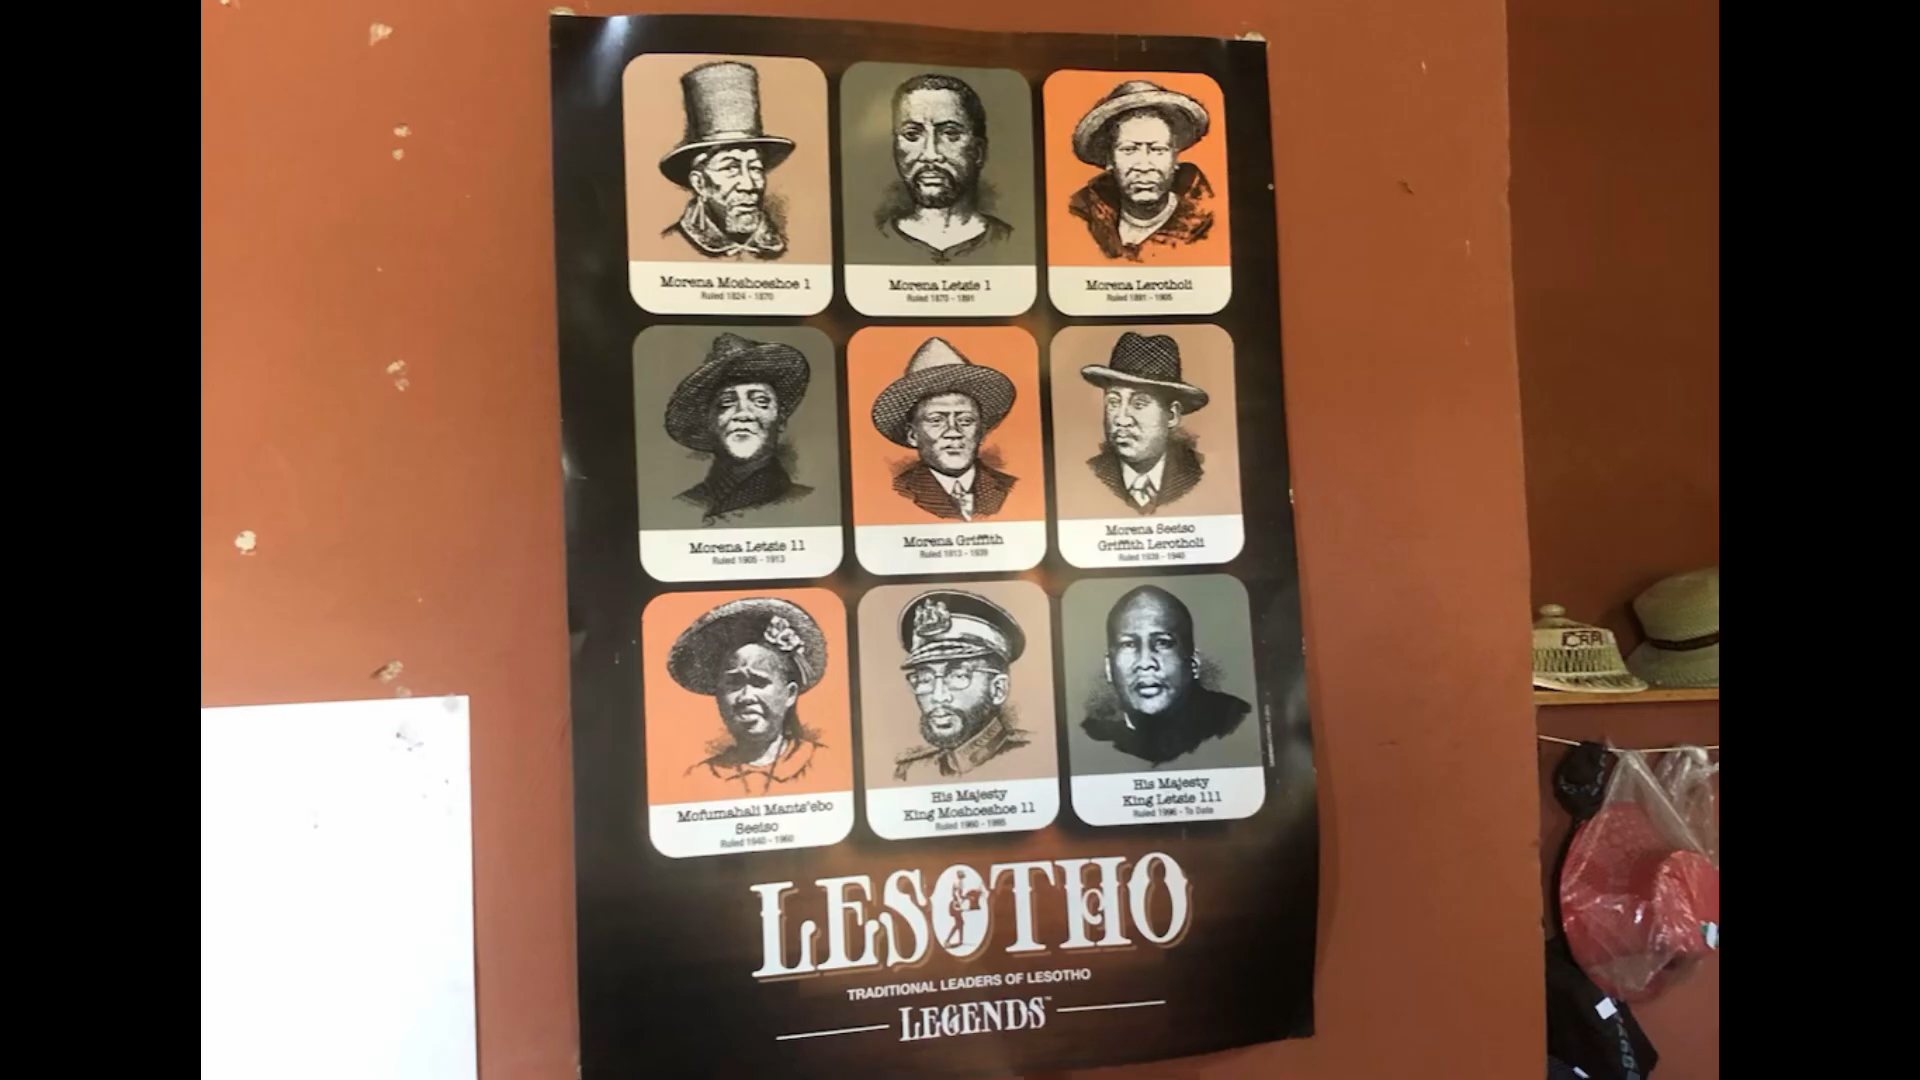 Morena Moshoeshoe 1
Ruled 1824 - 1870
Morena Letsie 1
Ruled 1870 - 1891
Morena Lerotholi
Ruled 1891 - 1905
Morena Letsie 11
Ruled 1905 - 1913
Morena Griffith
Ruled 1913 - 1939
Morena Seeiso
Griffith Lerotholi
Ruled 1939 - 1940
Mofumahali Mants'ebo
Seeiso
Ruled 1940 - 1960
His Majesty
King Moshoeshoe 11
Ruled 1960 - 1995
His Majesty
King Letsie 111
Ruled 1996 - To Date
LESOTHO
TRADITIONAL LEADERS OF LESOTHO
LEGENDS™